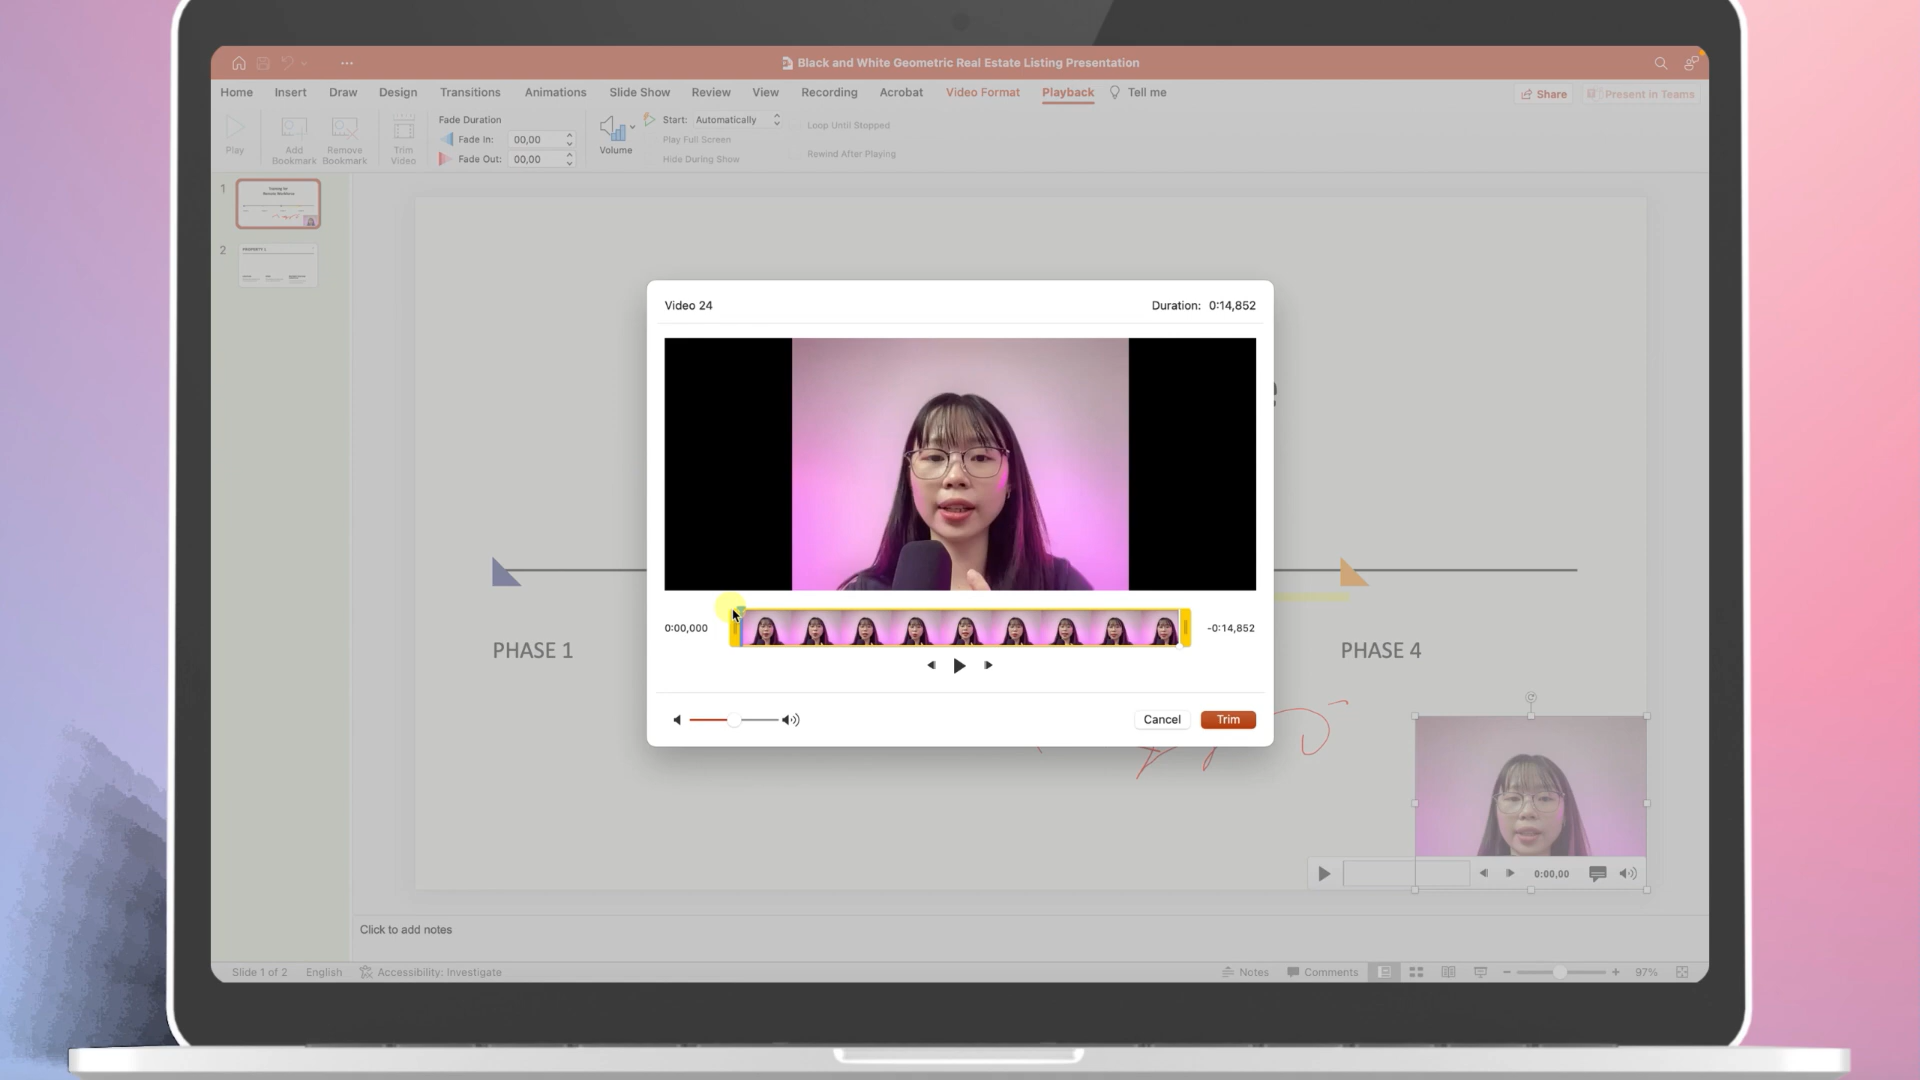 Black and White Geometric Real Estate Listing Presentation
Home Insert Draw Design Transitions Animations Slide Show Review View Recording Acrobat Video Format Playback Tell me
Share Present in Teams
Play
Add Bookmark
Remove Bookmark
Trim Video
Fade Duration
Fade In: 00,00
Fade Out: 00,00
Volume
Start: Automatically
Play Full Screen
Hide During Show
Loop Until Stopped
Rewind After Playing
1
2
Video 24
Duration: 0:14,852
0:00,000
-0:14,852
Cancel
Trim
PHASE 1
PHASE 4
0:00,00
Click to add notes
Slide 1 of 2 English Accessibility: Investigate
Notes Comments 97%